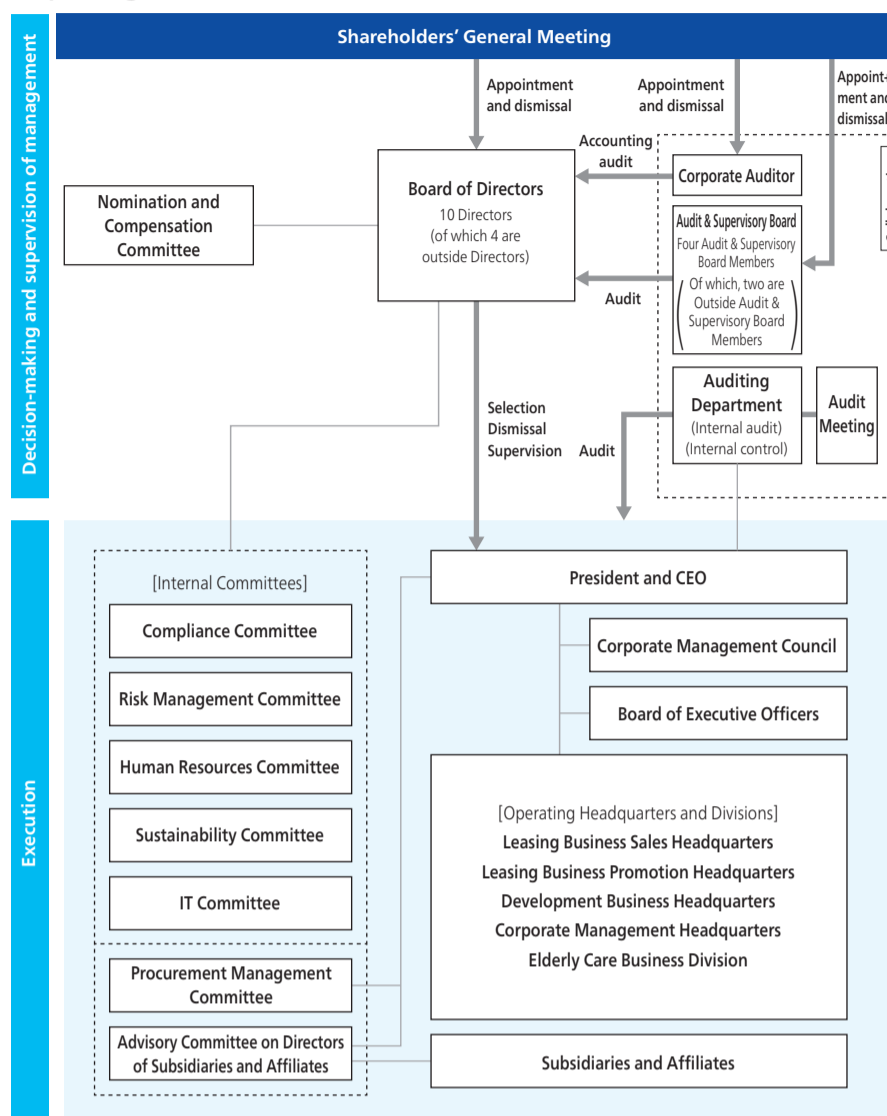 Shareholders’ General Meeting
Decision-making and supervision of management
Appointment
and dismissal
Appointment
and dismissal
Appoint-
ment and
dismissal
Accounting
audit
Nomination and
Compensation
Committee
Board of Directors
10 Directors
(of which 4 are
outside Directors)
Corporate Auditor
Audit & Supervisory Board
Four Audit & Supervisory
Board Members
(Of which, two are
Outside Audit &
Supervisory Board
Members)
Audit
Selection
Dismissal
Supervision
Audit
Auditing
Department
(Internal audit)
(Internal control)
Audit
Meeting
Execution
[Internal Committees]
Compliance Committee
Risk Management Committee
Human Resources Committee
Sustainability Committee
IT Committee
Procurement Management
Committee
Advisory Committee on Directors
of Subsidiaries and Affiliates
President and CEO
Corporate Management Council
Board of Executive Officers
[Operating Headquarters and Divisions]
Leasing Business Sales Headquarters
Leasing Business Promotion Headquarters
Development Business Headquarters
Corporate Management Headquarters
Elderly Care Business Division
Subsidiaries and Affiliates